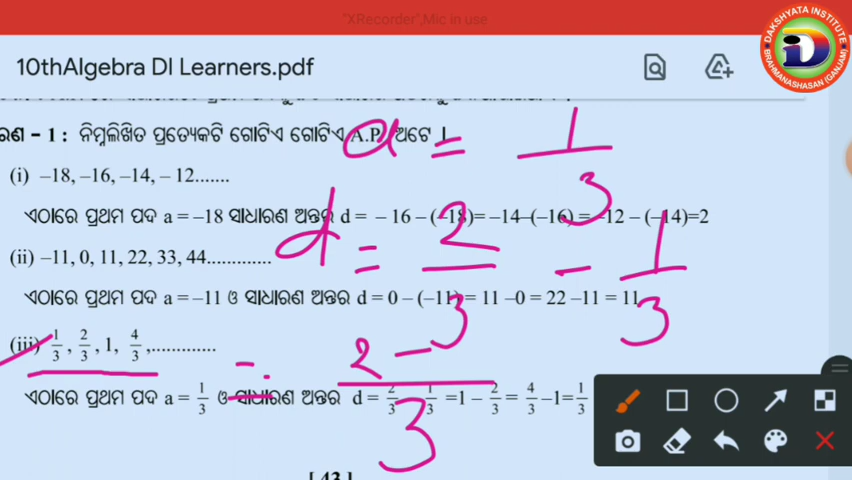 "XRecorder",Mic in use
DAKSHYATA INSTITUTE
BRAHMANASHASAN (GANJAM)
10thAlgebra DI Learners.pdf
ରଣ – 1 : ନିମ୍ନଲିଖିତ ପ୍ରତ୍ୟେକଟି ଗୋଟିଏ ଗୋଟିଏ A.P. ଅଟେ ।
a = 1/3
(i) –18, –16, –14, – 12.......
ଏଠାରେ ପ୍ରଥମ ପଦ a = –18 ସାଧାରଣ ଅନ୍ତର d = – 16 – (–18)= –14–(–16) = –12 – (–14)=2
d = 2/3 – 1/3
(ii) –11, 0, 11, 22, 33, 44.............
ଏଠାରେ ପ୍ରଥମ ପଦ a = –11 ଓ ସାଧାରଣ ଅନ୍ତର d = 0 – (–11) = 11 –0 = 22 –11 = 11
(iii) 1/3, 2/3, 1, 4/3,.............
= 2 – /3
ଏଠାରେ ପ୍ରଥମ ପଦ a = 1/3 ଓ ସାଧାରଣ ଅନ୍ତର d = 2/3 – 1/3 =1 – 2/3 = 4/3 –1= 1/3
[ 43 ]